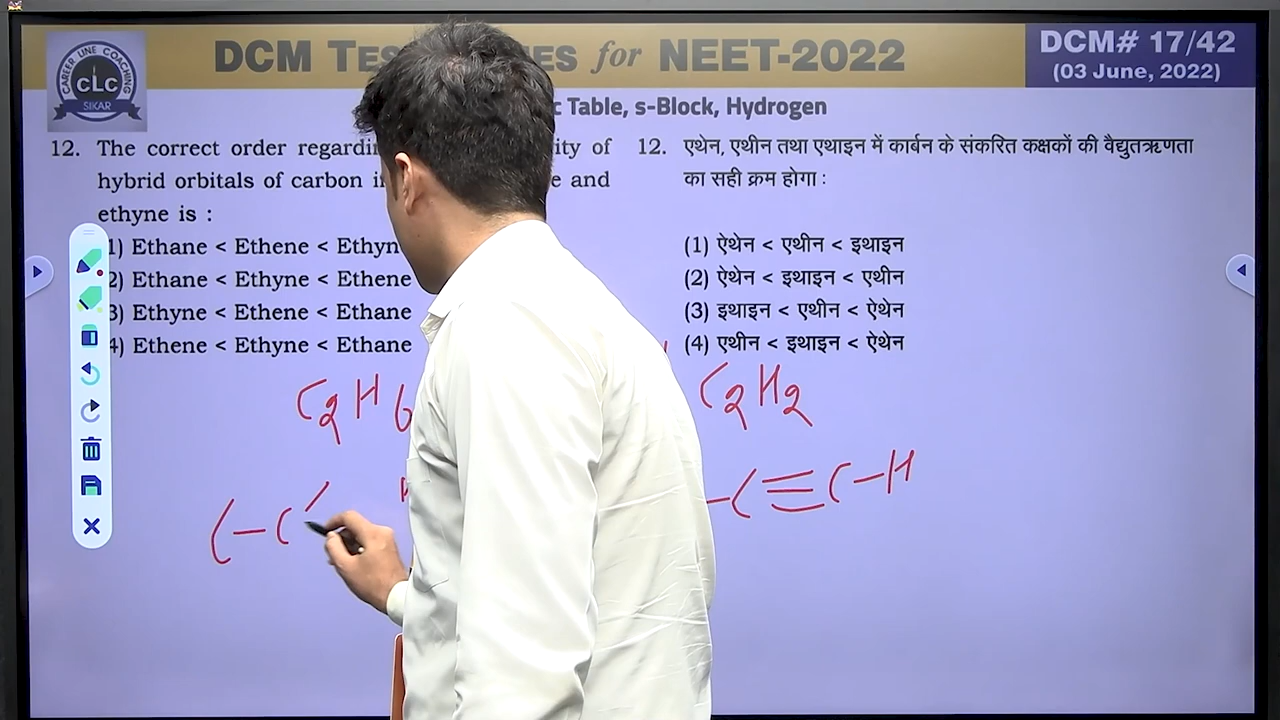 DCM TES ES for NEET-2022
DCM# 17/42
(03 June, 2022)
CAREER LINE COACHING
CLC
SIKAR
c Table, s-Block, Hydrogen
12. The correct order regardin ity of
hybrid orbitals of carbon i e and
ethyne is :
1) Ethane < Ethene < Ethyn
2) Ethane < Ethyne < Ethene
3) Ethyne < Ethene < Ethane
4) Ethene < Ethyne < Ethane
12. एथेन, एथीन तथा एथाइन में कार्बन के संकरित कक्षकों की वैद्युतऋणता
का सही क्रम होगा :
(1) ऐथेन < एथीन < इथाइन
(2) ऐथेन < इथाइन < एथीन
(3) इथाइन < एथीन < ऐथेन
(4) एथीन < इथाइन < ऐथेन
C2H6 C2H2
C-C -C≡C-H